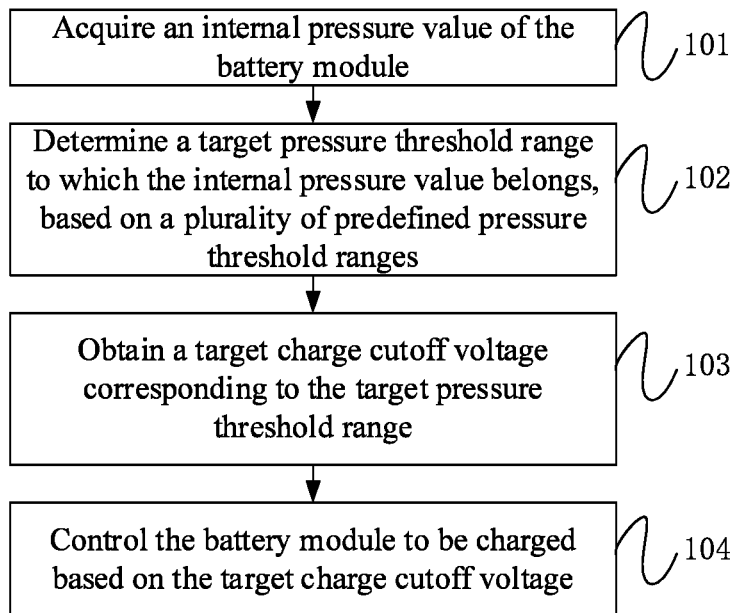 Acquire an internal pressure value of the
battery module
101
Determine a target pressure threshold range
to which the internal pressure value belongs,
based on a plurality of predefined pressure
threshold ranges
102
Obtain a target charge cutoff voltage
corresponding to the target pressure
threshold range
103
Control the battery module to be charged
based on the target charge cutoff voltage
104